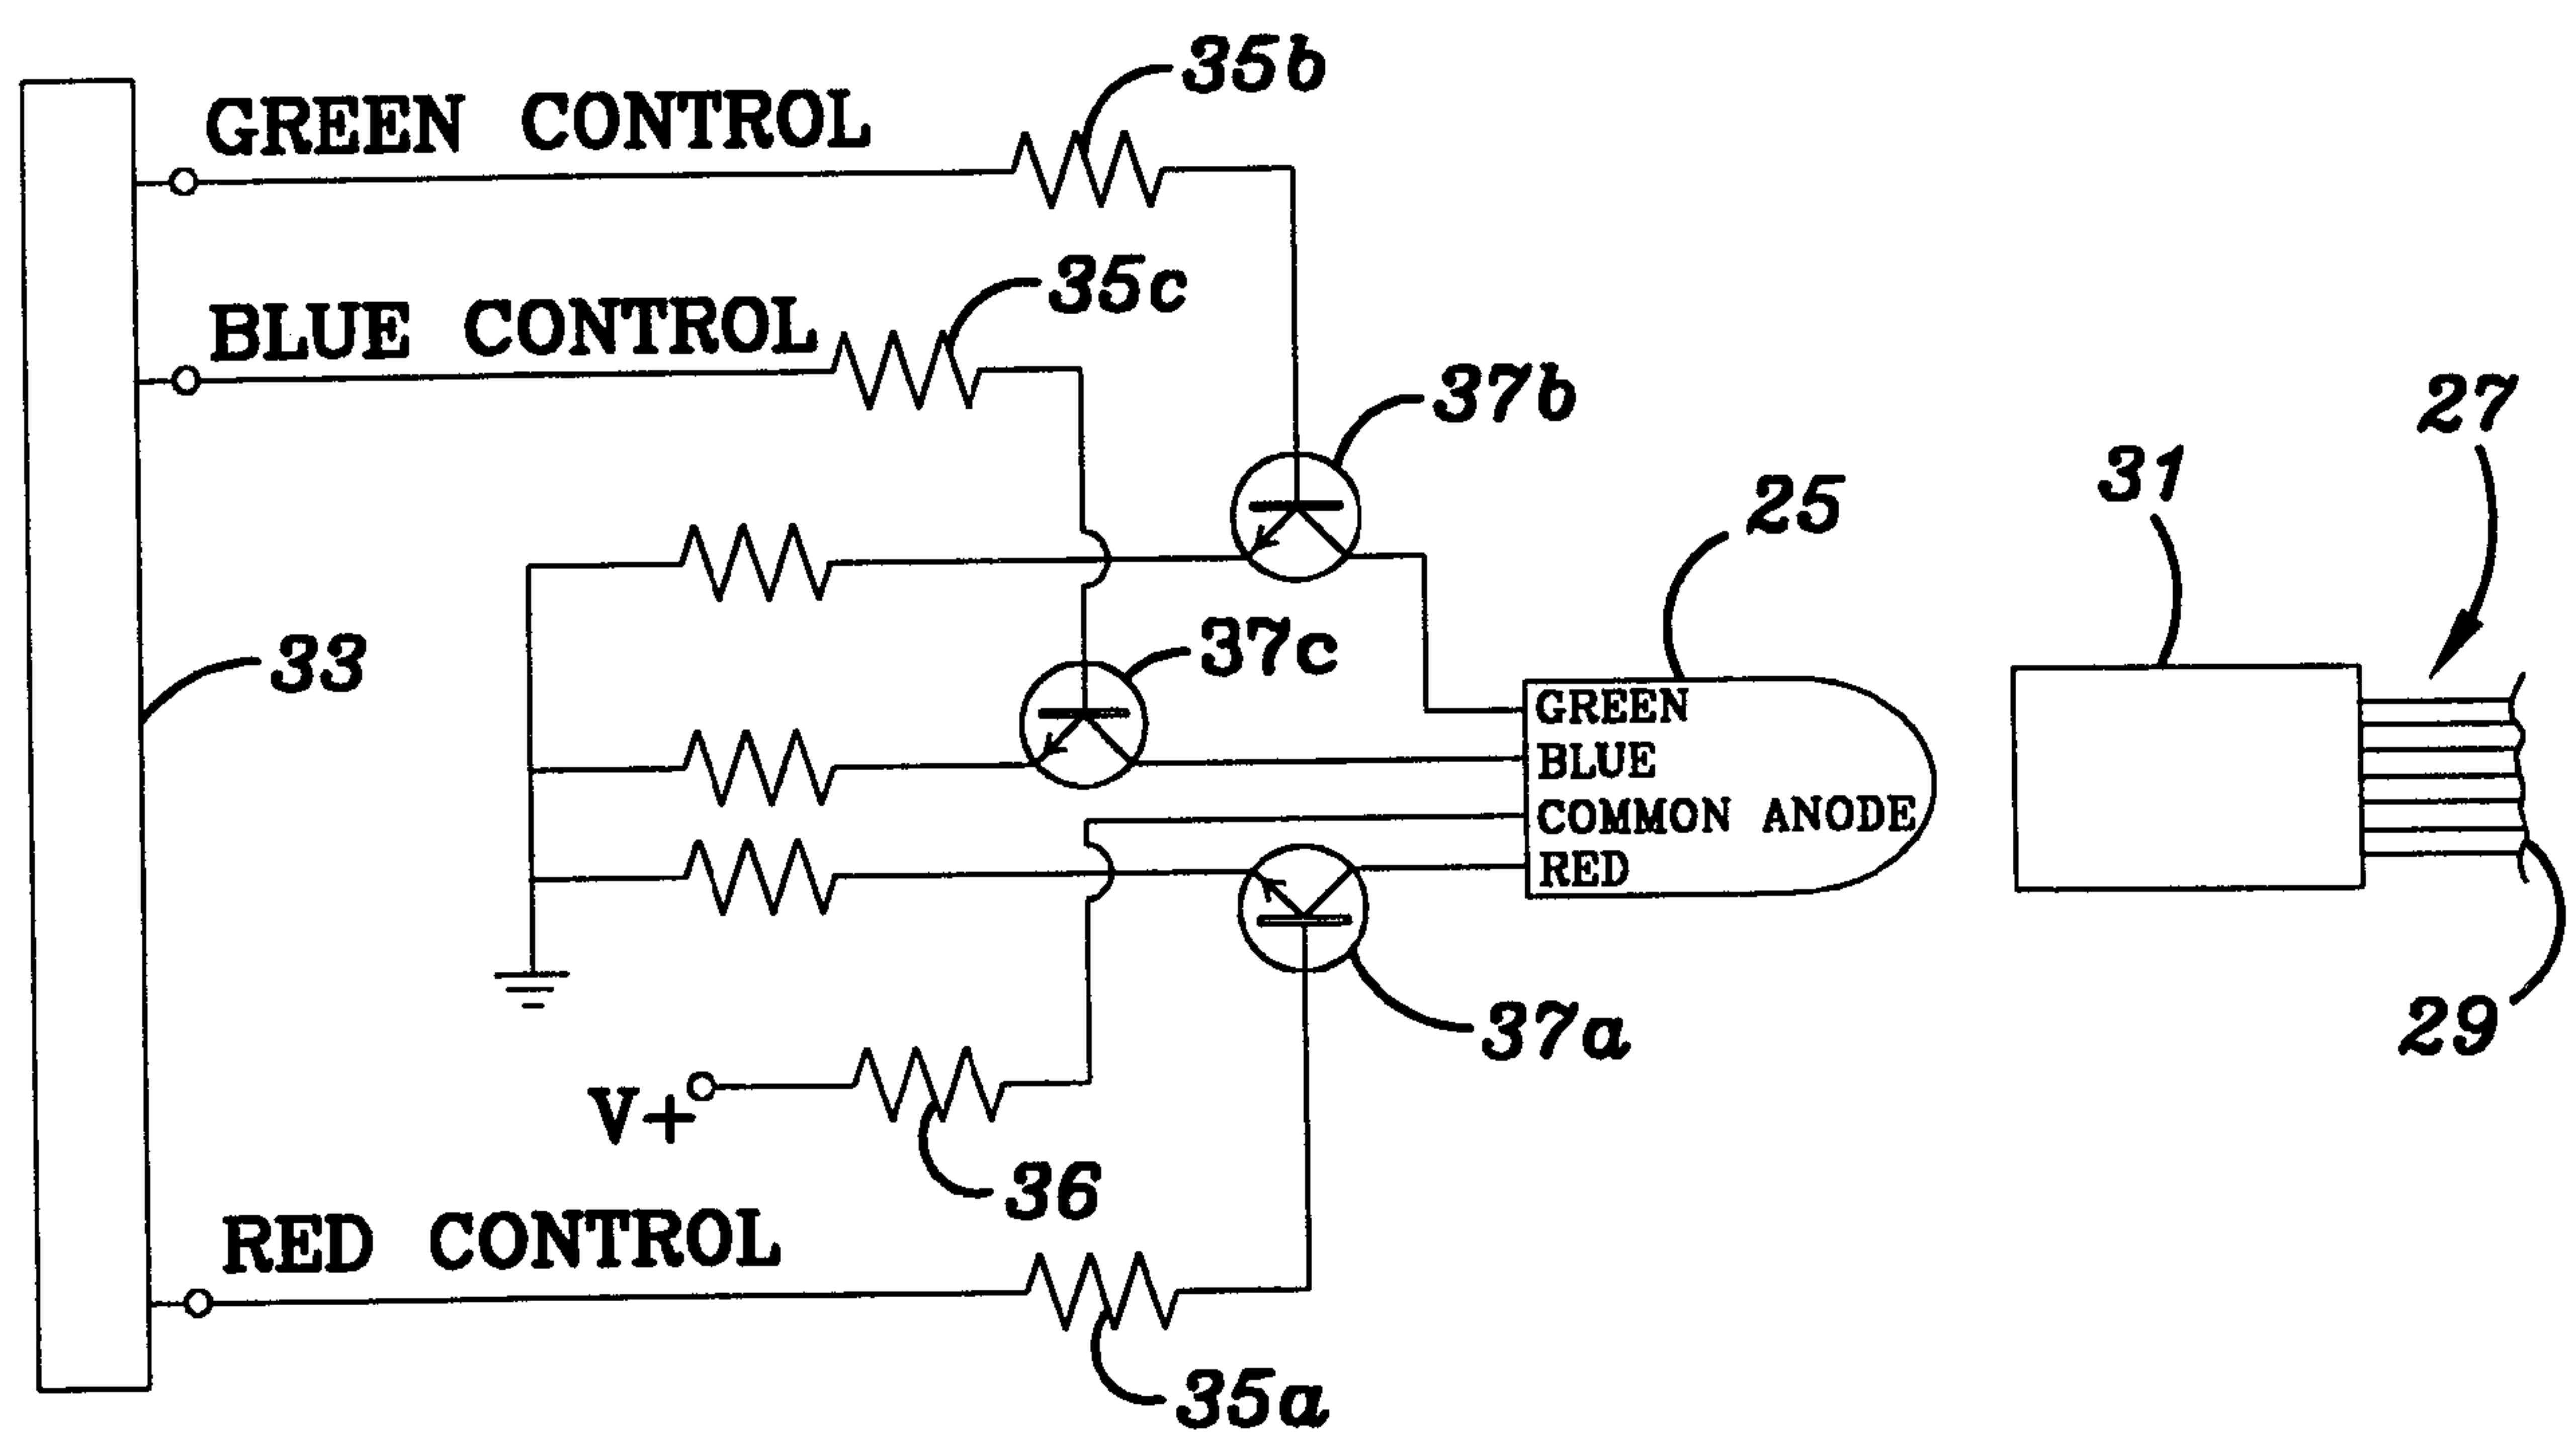 35b
GREEN CONTROL
35c
BLUE CONTROL
37b
27
31
25
37c
33
GREEN
BLUE
COMMON ANODE
RED
37a
29
V+
36
RED CONTROL
35a